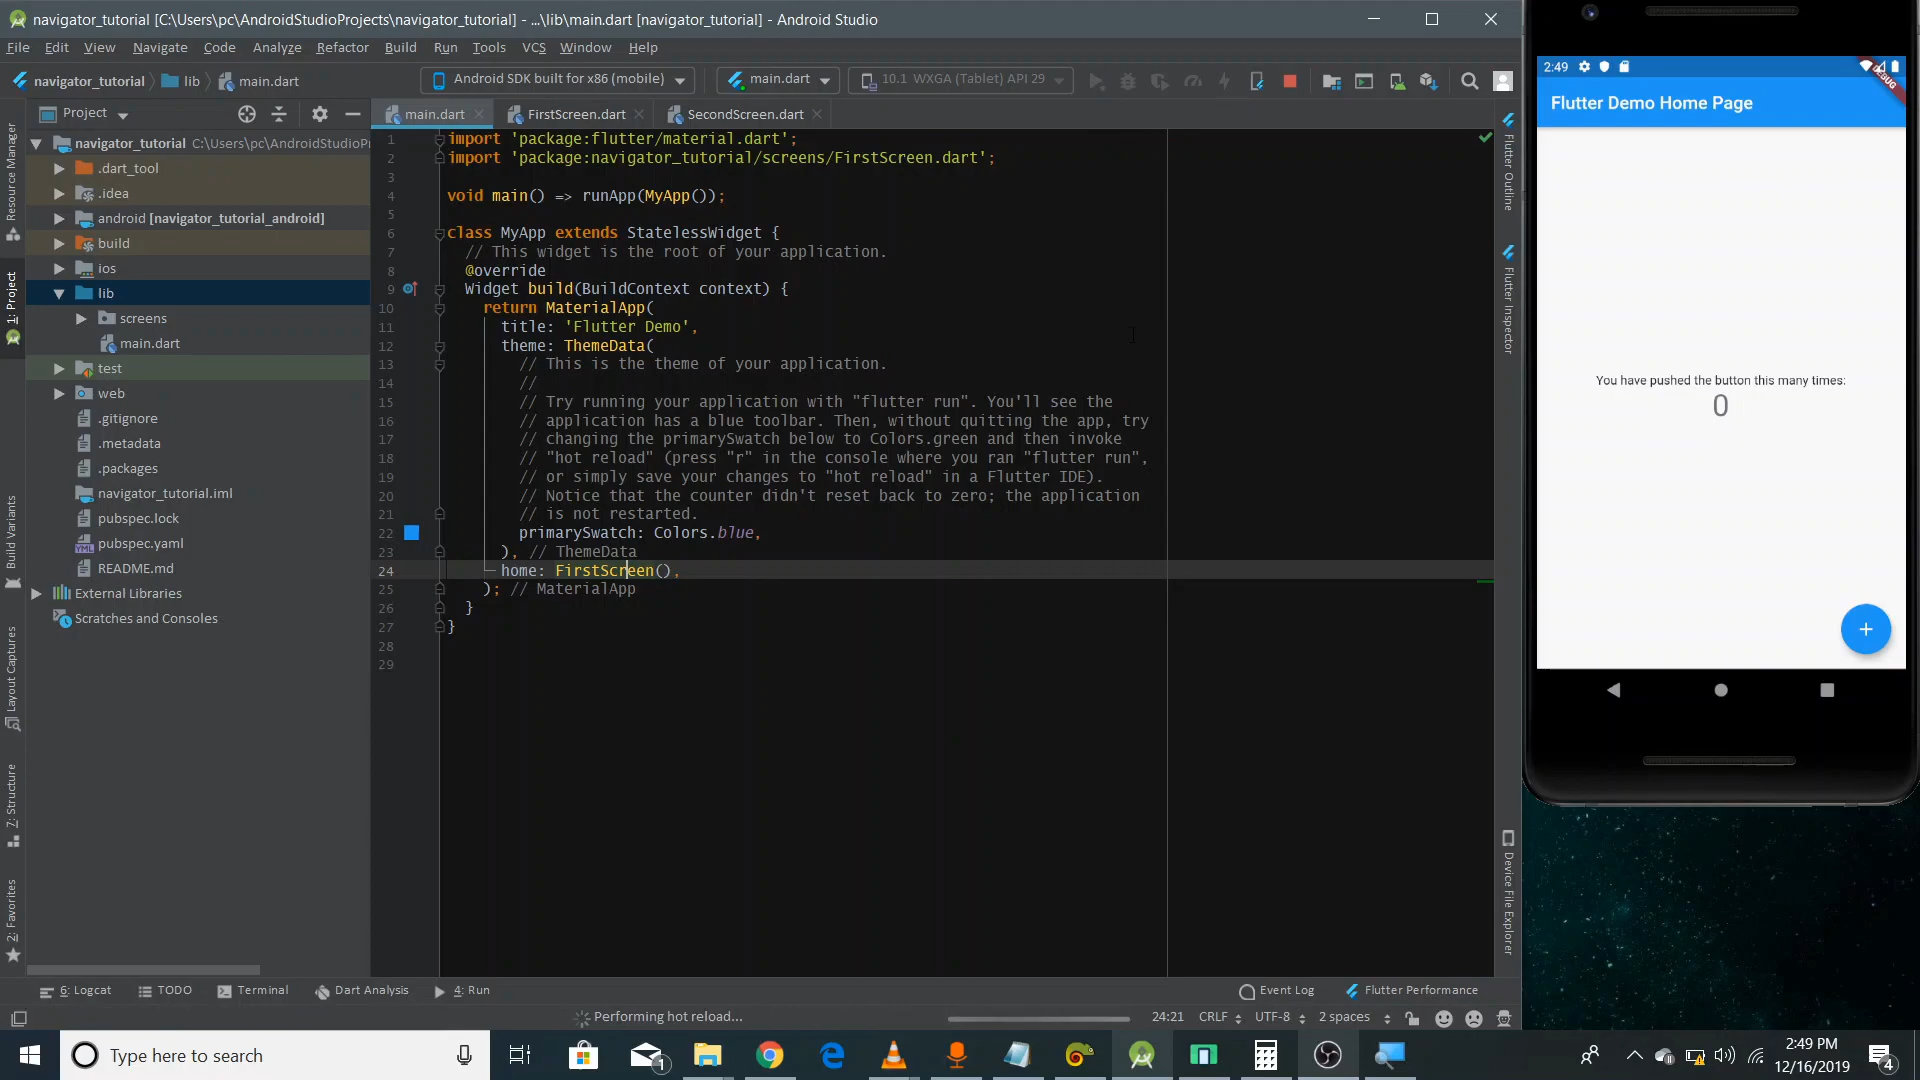 navigator_tutorial [C:\Users\pc\AndroidStudioProjects\navigator_tutorial] - ...\lib\main.dart [navigator_tutorial] - Android Studio
File Edit View Navigate Code Analyze Refactor Build Run Tools VCS Window Help
navigator_tutorial lib main.dart
Android SDK built for x86 (mobile)
main.dart
10.1 WXGA (Tablet) API 29
Project
main.dart
FirstScreen.dart
SecondScreen.dart
Resource Manager
1: Project
Build Variants
Layout Captures
7: Structure
2: Favorites
navigator_tutorial C:\Users\pc\AndroidStudioP
.dart_tool
.idea
android [navigator_tutorial_android]
build
ios
lib
screens
main.dart
test
web
.gitignore
.metadata
.packages
navigator_tutorial.iml
pubspec.lock
YML pubspec.yaml
README.md
External Libraries
Scratches and Consoles
1 import 'package:flutter/material.dart';
2 import 'package:navigator_tutorial/screens/FirstScreen.dart';
3
4 void main() => runApp(MyApp());
5
6 class MyApp extends StatelessWidget {
7 // This widget is the root of your application.
8 @override
9 Widget build(BuildContext context) {
10 return MaterialApp(
11 title: 'Flutter Demo',
12 theme: ThemeData(
13 // This is the theme of your application.
14 //
15 // Try running your application with "flutter run". You'll see the
16 // application has a blue toolbar. Then, without quitting the app, try
17 // changing the primarySwatch below to Colors.green and then invoke
18 // "hot reload" (press "r" in the console where you ran "flutter run",
19 // or simply save your changes to "hot reload" in a Flutter IDE).
20 // Notice that the counter didn't reset back to zero; the application
21 // is not restarted.
22 primarySwatch: Colors.blue,
23 ), // ThemeData
24 home: FirstScreen(),
25 ); // MaterialApp
26 }
27 }
28
29
Flutter Outline
Flutter Inspector
Device File Explorer
2:49
DEBUG
Flutter Demo Home Page
You have pushed the button this many times:
0
+
6: Logcat
TODO
Terminal
Dart Analysis
4: Run
Event Log
Flutter Performance
Performing hot reload...
24:21 CRLF UTF-8 2 spaces
Type here to search
1
2:49 PM
12/16/2019
4